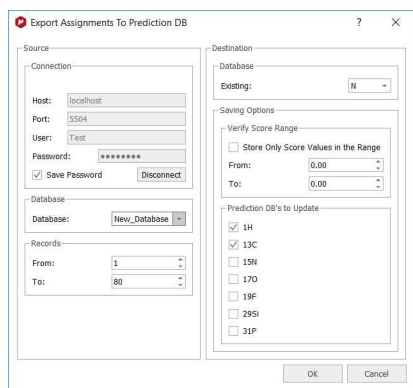 Export Assignments To Prediction DB
Source
Connection
Host: localhost
Port: 5504
User: Test
Password: ●●●●●●●●
Save Password Disconnect
Database
Database: New_Database
Records
From: 1
To: 80
Destination
Database
Existing: N
Saving Options
Verify Score Range
Store Only Score Values in the Range
From: 0.00
To: 0.00
Prediction DB's to Update
1H
13C
15N
17O
19F
29Si
31P
OK Cancel